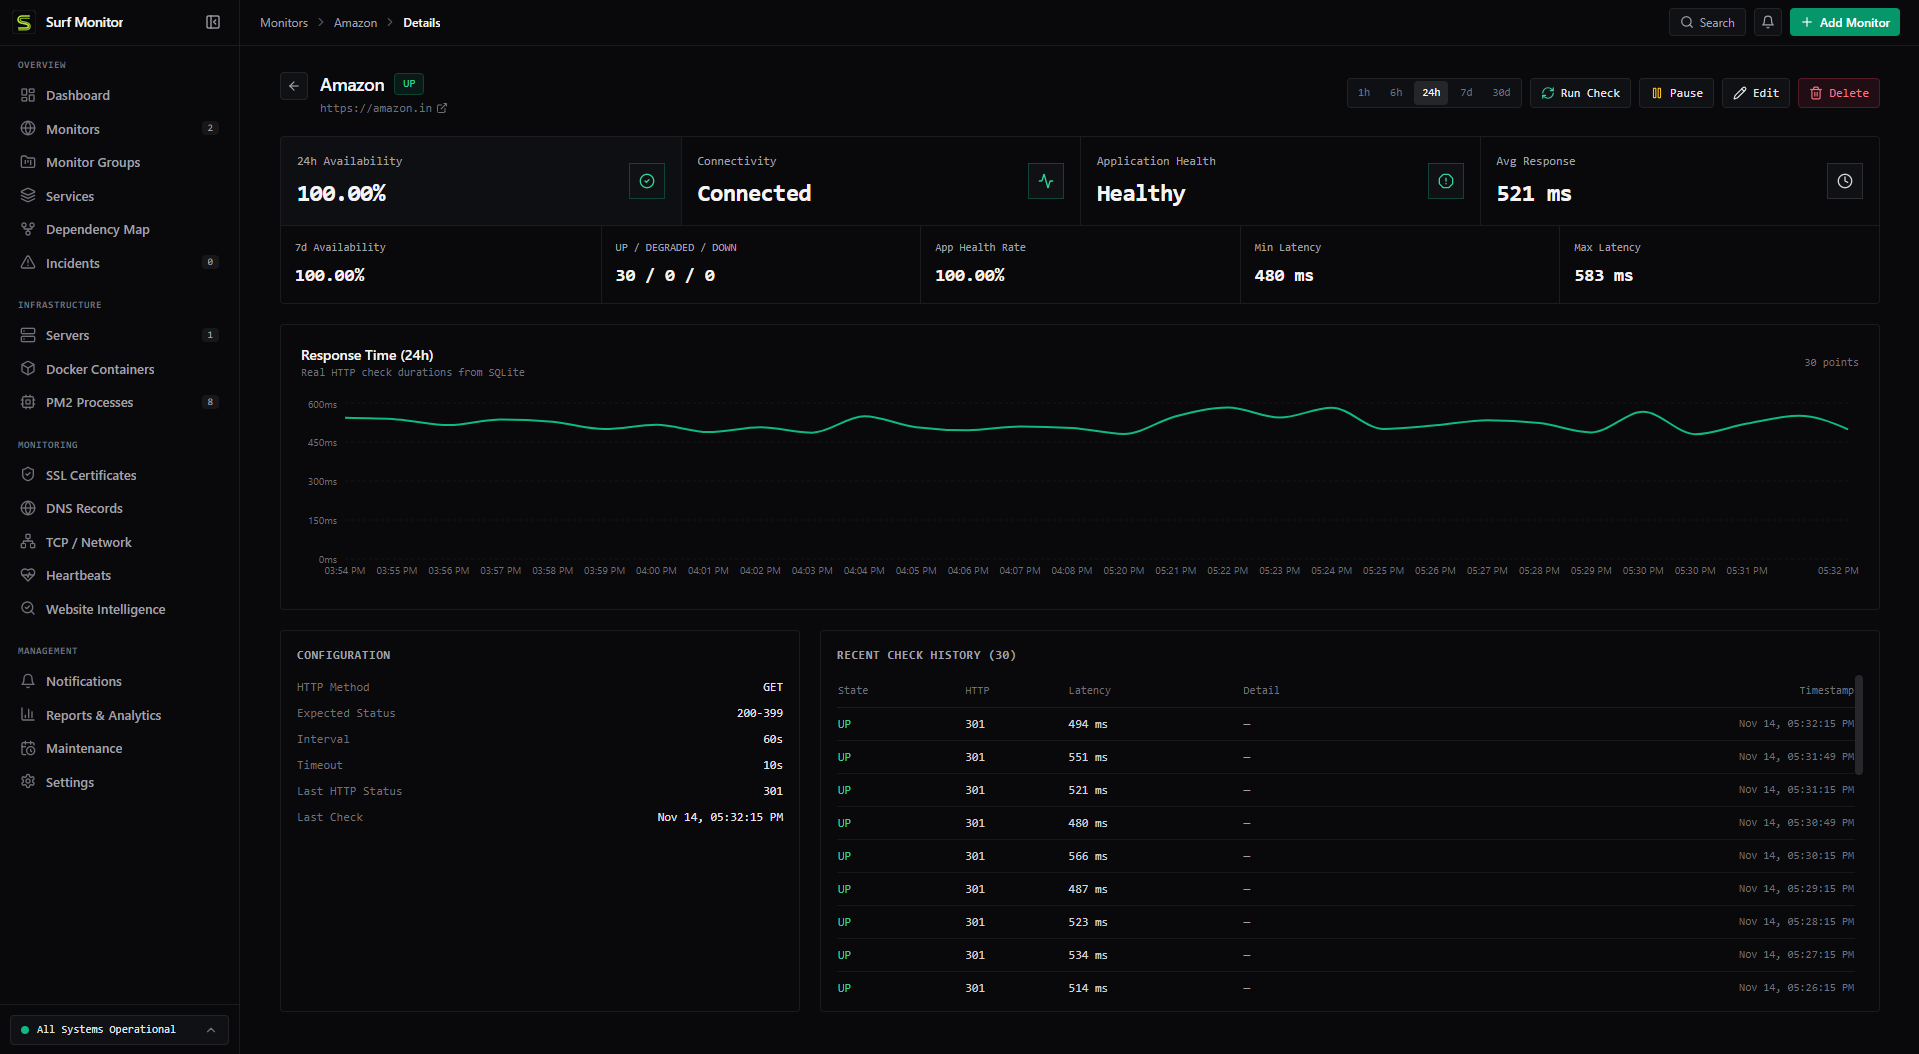 Surf Monitor
Monitors > Amazon > Details
Search
Add Monitor
OVERVIEW
Dashboard
Monitors 2
Monitor Groups
Services
Dependency Map
Incidents 0
INFRASTRUCTURE
Servers 1
Docker Containers
PM2 Processes 8
MONITORING
SSL Certificates
DNS Records
TCP / Network
Heartbeats
Website Intelligence
MANAGEMENT
Notifications
Reports & Analytics
Maintenance
Settings
All Systems Operational
Amazon UP
https://amazon.in
1h 6h 24h 7d 30d
Run Check
Pause
Edit
Delete
24h Availability
100.00%
Connectivity
Connected
Application Health
Healthy
Avg Response
521 ms
7d Availability
100.00%
UP / DEGRADED / DOWN
30 / 0 / 0
App Health Rate
100.00%
Min Latency
480 ms
Max Latency
583 ms
Response Time (24h)
Real HTTP check durations from SQLite
30 points
600ms
450ms
300ms
150ms
0ms
03:54 PM 03:55 PM 03:56 PM 03:57 PM 03:58 PM 03:59 PM 04:00 PM 04:01 PM 04:02 PM 04:03 PM 04:04 PM 04:05 PM 04:06 PM 04:07 PM 04:08 PM 05:20 PM 05:21 PM 05:22 PM 05:23 PM 05:24 PM 05:25 PM 05:26 PM 05:27 PM 05:28 PM 05:29 PM 05:30 PM 05:30 PM 05:31 PM 05:32 PM
CONFIGURATION
HTTP Method GET
Expected Status 200-399
Interval 60s
Timeout 10s
Last HTTP Status 301
Last Check Nov 14, 05:32:15 PM
RECENT CHECK HISTORY (30)
State HTTP Latency Detail Timestamp
UP 301 494 ms — Nov 14, 05:32:15 PM
UP 301 551 ms — Nov 14, 05:31:49 PM
UP 301 521 ms — Nov 14, 05:31:15 PM
UP 301 480 ms — Nov 14, 05:30:49 PM
UP 301 566 ms — Nov 14, 05:30:15 PM
UP 301 487 ms — Nov 14, 05:29:15 PM
UP 301 523 ms — Nov 14, 05:28:15 PM
UP 301 534 ms — Nov 14, 05:27:15 PM
UP 301 514 ms — Nov 14, 05:26:15 PM